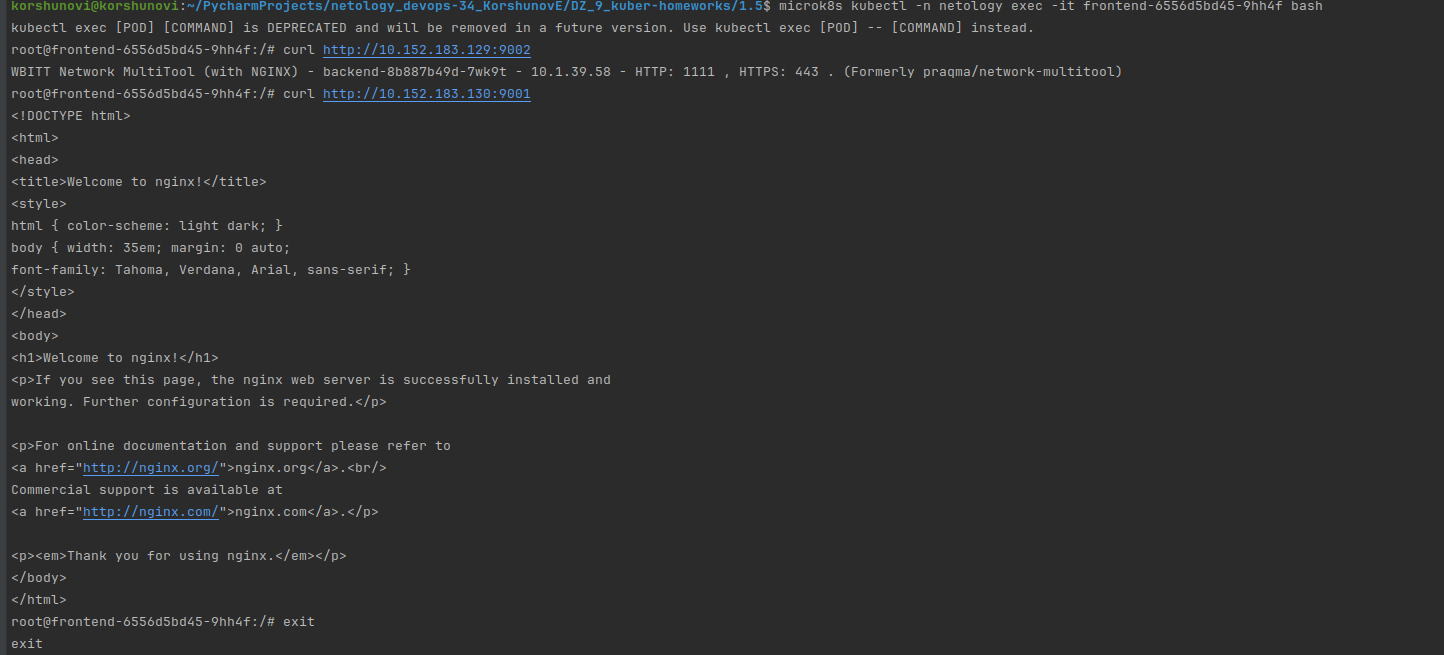 korshunovi@korshunovi:~/PycharmProjects/netology_devops-34_KorshunovE/DZ_9_kuber-homeworks/1.5$ microk8s kubectl -n netology exec -it frontend-6556d5bd45-9hh4f bash
kubectl exec [POD] [COMMAND] is DEPRECATED and will be removed in a future version. Use kubectl exec [POD] -- [COMMAND] instead.
root@frontend-6556d5bd45-9hh4f:/# curl http://10.152.183.129:9002
WBITT Network MultiTool (with NGINX) - backend-8b887b49d-7wk9t - 10.1.39.58 - HTTP: 1111 , HTTPS: 443 . (Formerly praqma/network-multitool)
root@frontend-6556d5bd45-9hh4f:/# curl http://10.152.183.130:9001
<!DOCTYPE html>
<html>
<head>
<title>Welcome to nginx!</title>
<style>
html { color-scheme: light dark; }
body { width: 35em; margin: 0 auto;
font-family: Tahoma, Verdana, Arial, sans-serif; }
</style>
</head>
<body>
<h1>Welcome to nginx!</h1>
<p>If you see this page, the nginx web server is successfully installed and
working. Further configuration is required.</p>

<p>For online documentation and support please refer to
<a href="http://nginx.org/">nginx.org</a>.<br/>
Commercial support is available at
<a href="http://nginx.com/">nginx.com</a>.</p>

<p><em>Thank you for using nginx.</em></p>
</body>
</html>
root@frontend-6556d5bd45-9hh4f:/# exit
exit